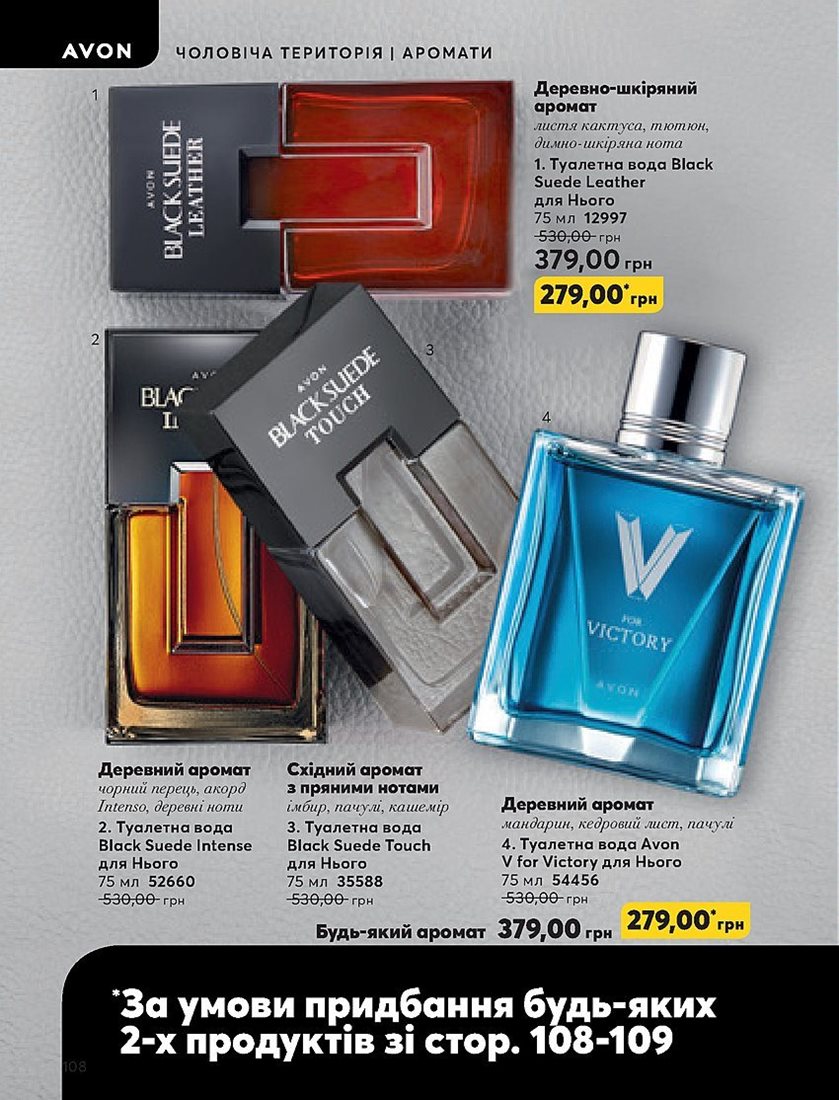 AVON
ЧОЛОВІЧА ТЕРИТОРІЯ | АРОМАТИ
1
AVON
BLACK SUEDE
LEATHER
Деревно-шкіряний
аромат
листя кактуса, тютюн,
димно-шкіряна нота
1. Туалетна вода Black
Suede Leather
для Нього
75 мл 12997
530,00 грн
379,00 грн
279,00* грн
2
3
AVON
BLACK SUEDE
TOUCH
4
V
FOR
VICTORY
AVON
Деревний аромат
чорний перець, акорд
Intenso, деревні ноти
2. Туалетна вода
Black Suede Intense
для Нього
75 мл 52660
530,00 грн
Східний аромат
з пряними нотами
імбир, пачулі, кашемір
3. Туалетна вода
Black Suede Touch
для Нього
75 мл 35588
530,00 грн
Деревний аромат
мандарин, кедровий лист, пачулі
4. Туалетна вода Avon
V for Victory для Нього
75 мл 54456
530,00 грн
Будь-який аромат 379,00 грн 279,00* грн
*За умови придбання будь-яких
2-х продуктів зі стор. 108-109
108